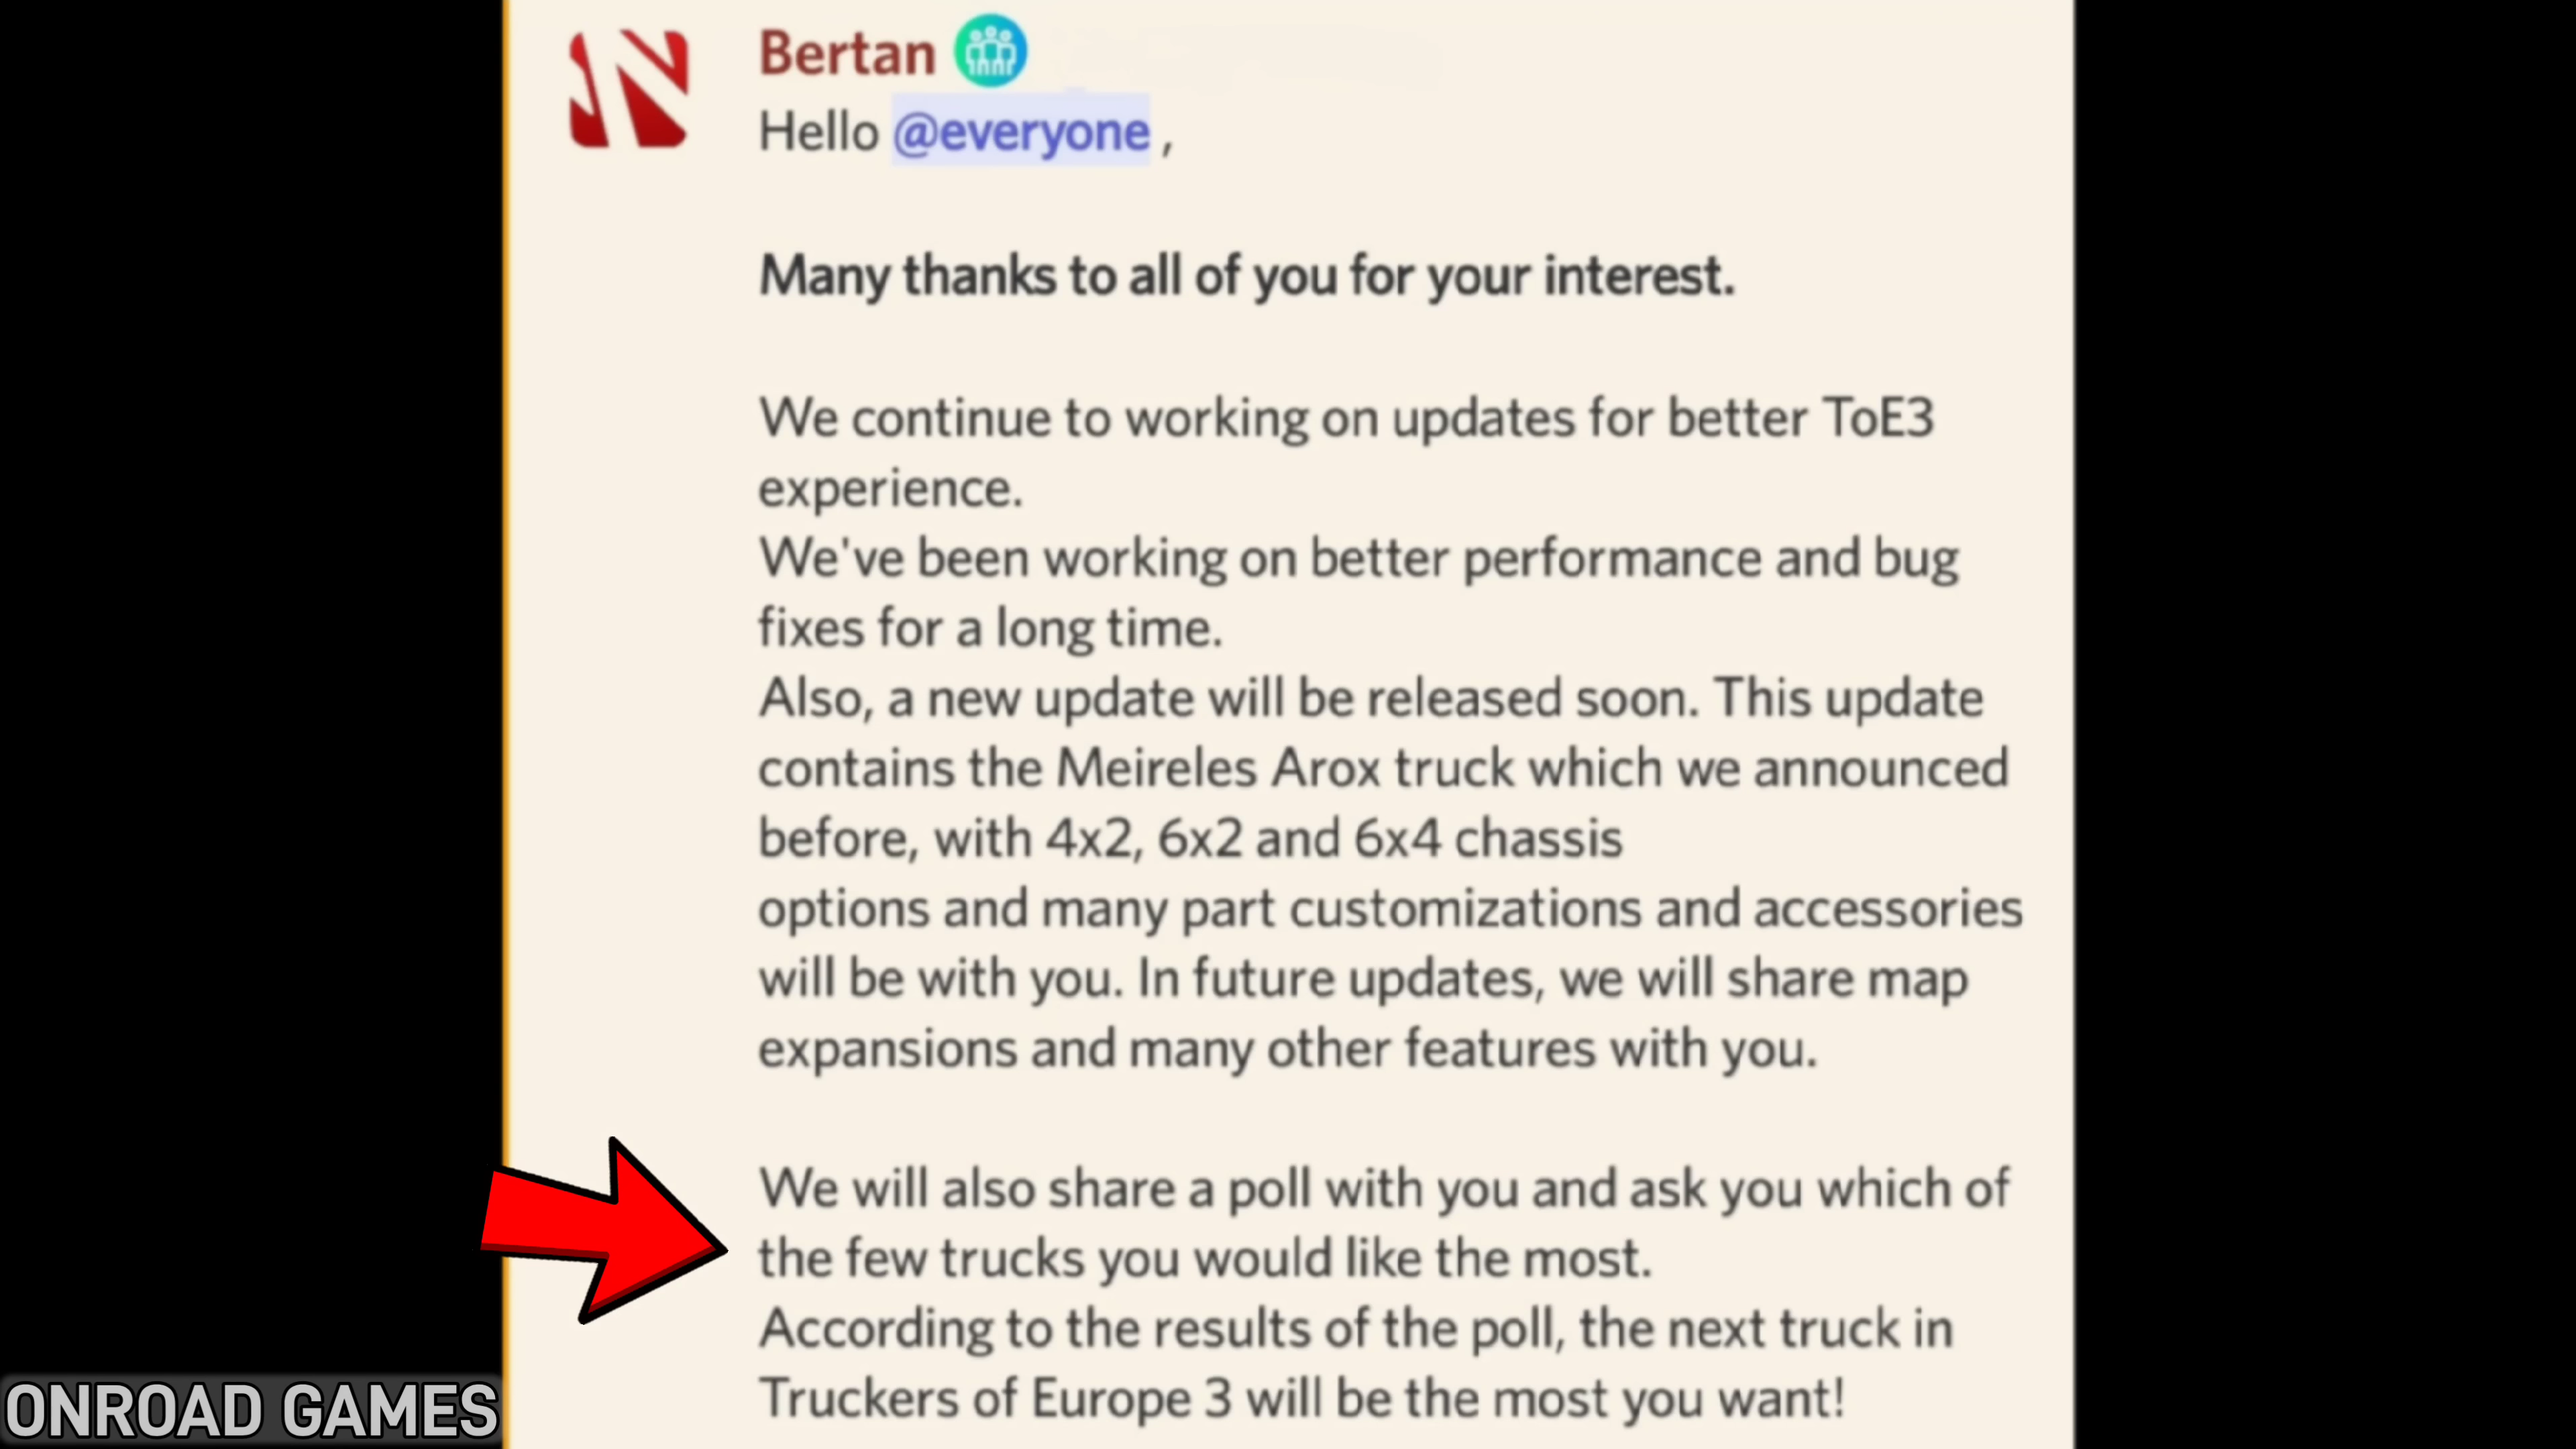 Bertan
Hello @everyone ,
Many thanks to all of you for your interest.
We continue to working on updates for better ToE3
experience.
We've been working on better performance and bug
fixes for a long time.
Also, a new update will be released soon. This update
contains the Meireles Arox truck which we announced
before, with 4x2, 6x2 and 6x4 chassis
options and many part customizations and accessories
will be with you. In future updates, we will share map
expansions and many other features with you.
We will also share a poll with you and ask you which of
the few trucks you would like the most.
According to the results of the poll, the next truck in
Truckers of Europe 3 will be the most you want!
ONROAD GAMES